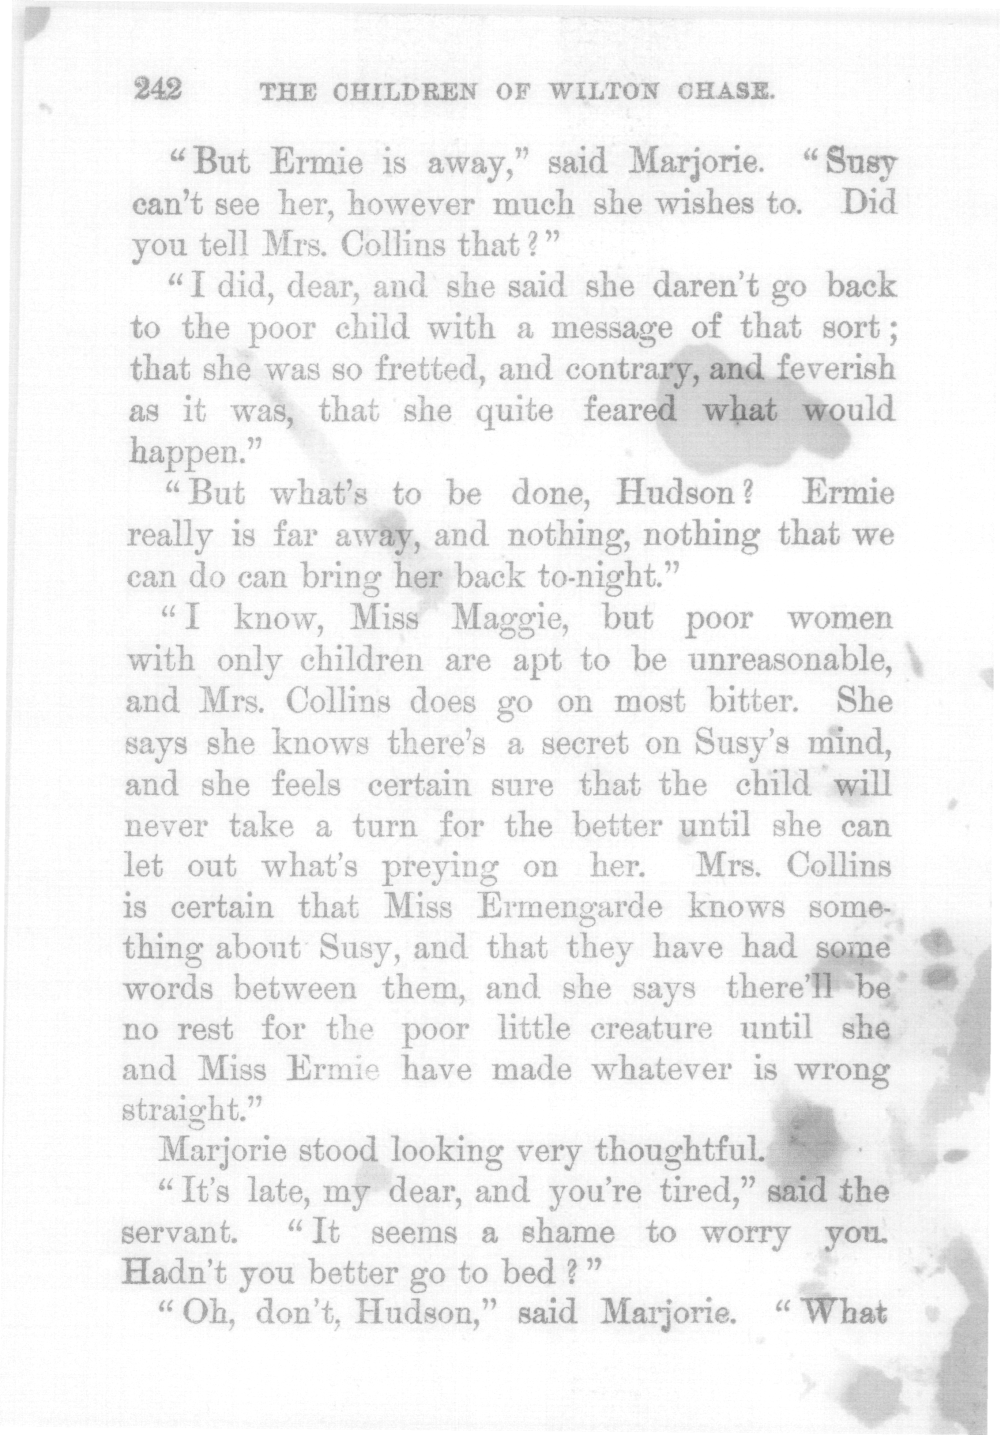 242 THE CHILDREN OF WILTON CHASE.
“But Ermie is away,” said Marjorie. “Susy
can't see her, however much she wishes to. Did
you tell Mrs. Collins that?”
“I did, dear, and she said she daren't go back
to the poor child with a message of that sort;
that she was so fretted, and contrary, and feverish
as it was, that she quite feared what would
happen.”
“But what's to be done, Hudson? Ermie
really is far away, and nothing, nothing that we
can do can bring her back to-night.”
“I know, Miss Maggie, but poor women
with only children are apt to be unreasonable,
and Mrs. Collins does go on most bitter. She
says she knows there's a secret on Susy's mind,
and she feels certain sure that the child will
never take a turn for the better until she can
let out what's preying on her. Mrs. Collins
is certain that Miss Ermengarde knows some-
thing about Susy, and that they have had some
words between them, and she says there'll be
no rest for the poor little creature until she
and Miss Ermie have made whatever is wrong
straight.”
Marjorie stood looking very thoughtful.
“It's late, my dear, and you're tired,” said the
servant. “It seems a shame to worry you.
Hadn't you better go to bed?”
“Oh, don't, Hudson,” said Marjorie. “What